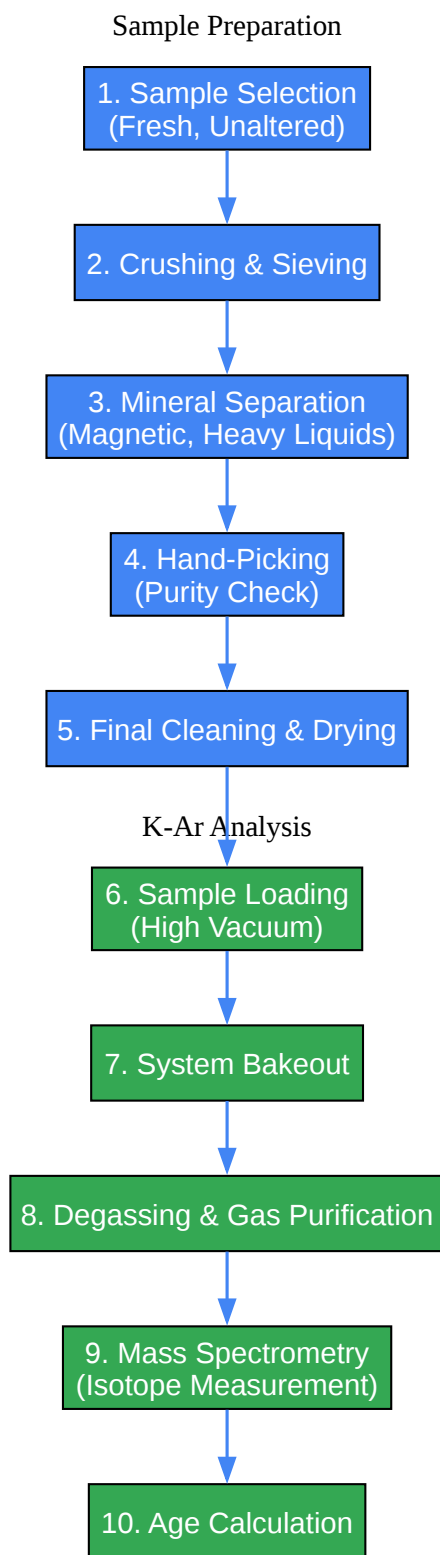 Sample Preparation
1. Sample Selection
(Fresh, Unaltered)
2. Crushing & Sieving
3. Mineral Separation
(Magnetic, Heavy Liquids)
4. Hand-Picking
(Purity Check)
5. Final Cleaning & Drying
K-Ar Analysis
6. Sample Loading
(High Vacuum)
7. System Bakeout
8. Degassing & Gas Purification
9. Mass Spectrometry
(Isotope Measurement)
10. Age Calculation